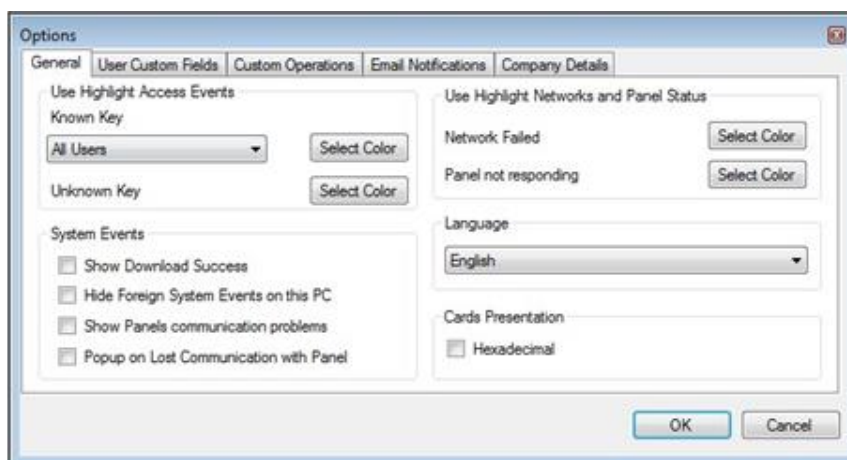 Options
General User Custom Fields Custom Operations Email Notifications Company Details
Use Highlight Access Events
Known Key
All Users Select Color
Unknown Key Select Color
System Events
Show Download Success
Hide Foreign System Events on this PC
Show Panels communication problems
Popup on Lost Communication with Panel
Use Highlight Networks and Panel Status
Network Failed Select Color
Panel not responding Select Color
Language
English
Cards Presentation
Hexadecimal
OK Cancel